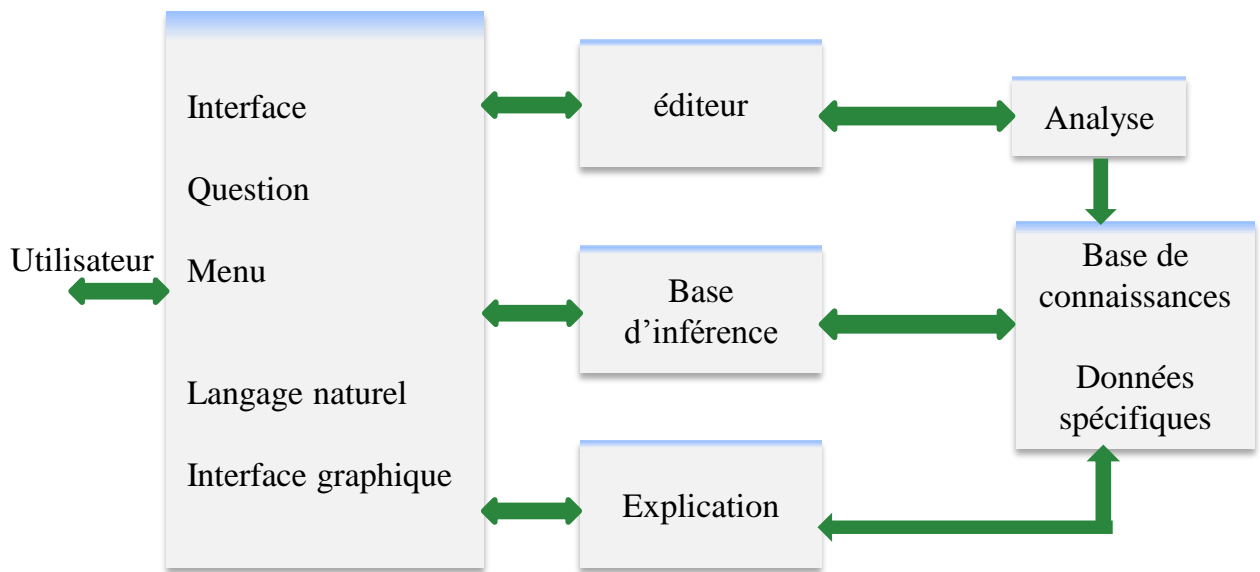 Utilisateur
Interface
Question
Menu
Langage naturel
Interface graphique
éditeur
Base
d’inférence
Explication
Analyse
Base de
connaissances
Données
spécifiques